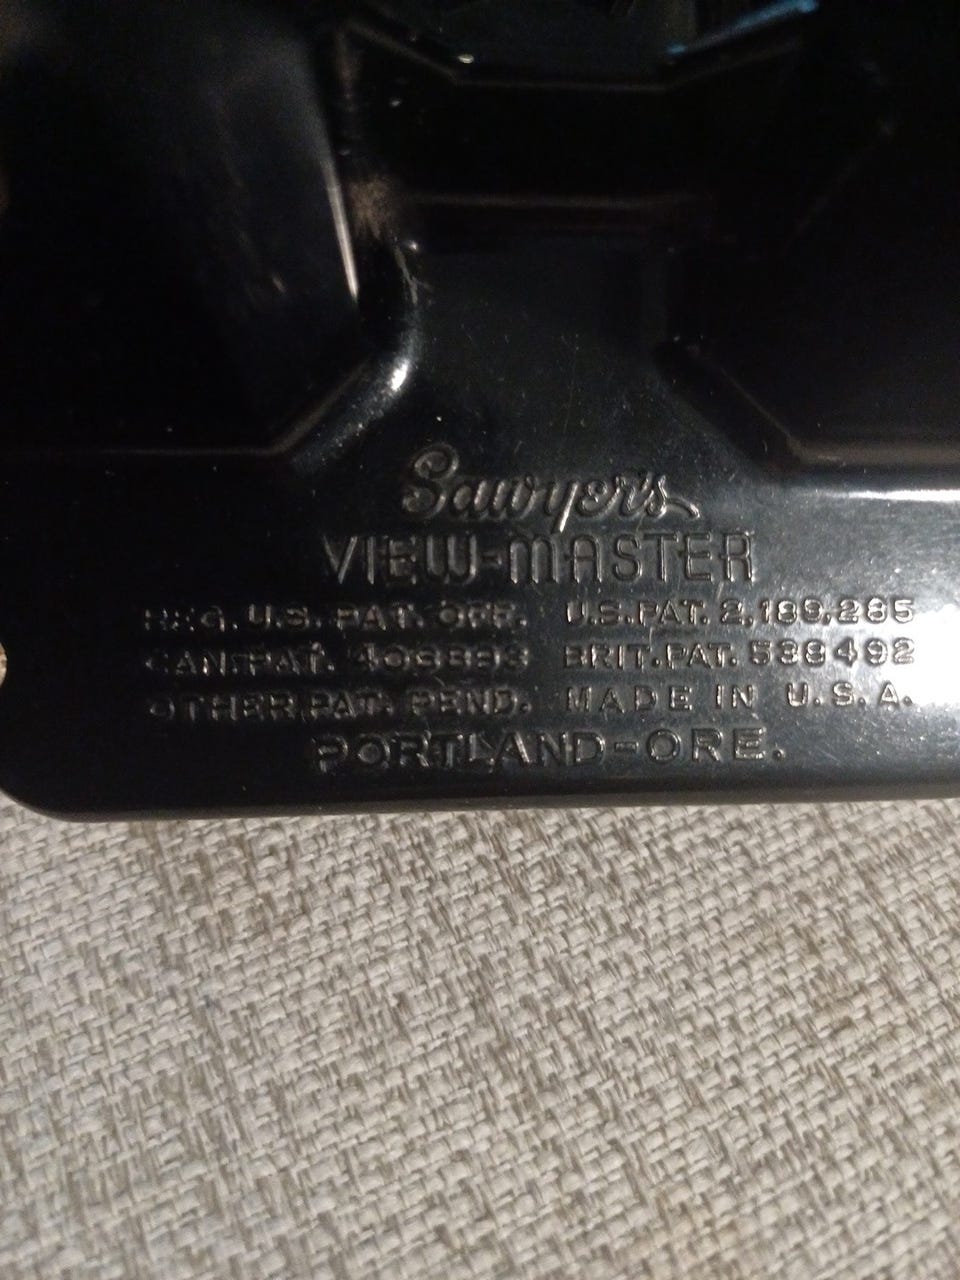 Sawyer's
VIEW-MASTER
REG. U.S. PAT. OFF. U.S. PAT. 2,189,285
CAN. PAT. BRIT. PAT. 538492
OTHER PAT. PEND. MADE IN U.S.A.
PORTLAND-ORE.